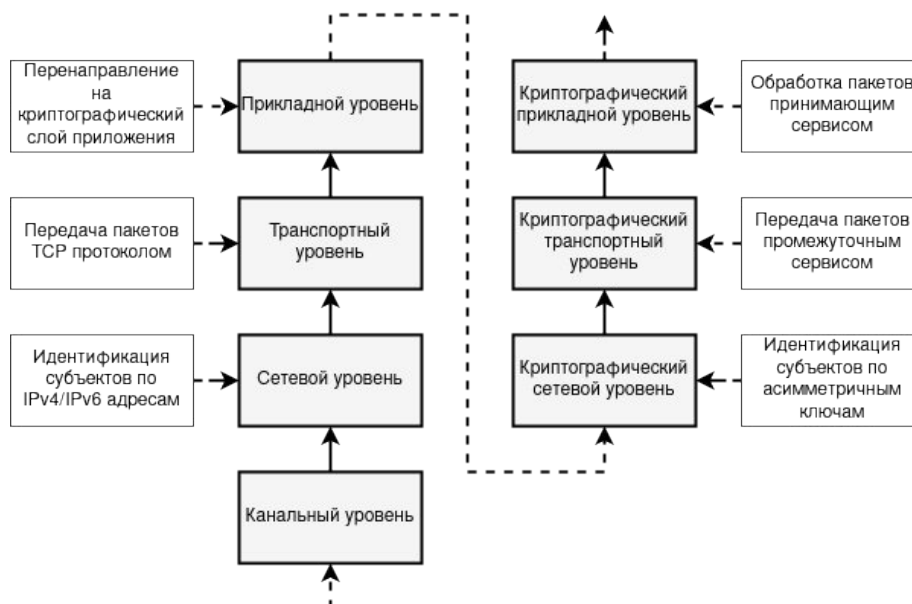 Перенаправление
на
криптографический
слой приложения
Прикладной уровень
Криптографический
прикладной уровень
Обработка пакетов
принимающим
сервисом
Передача пакетов
TCP протоколом
Транспортный
уровень
Криптографический
транспортный
уровень
Передача пакетов
промежуточным
сервисом
Идентификация
субъектов по
IPv4/IPv6 адресам
Сетевой уровень
Криптографический
сетевой уровень
Идентификация
субъектов по
асимметричным
ключам
Канальный уровень